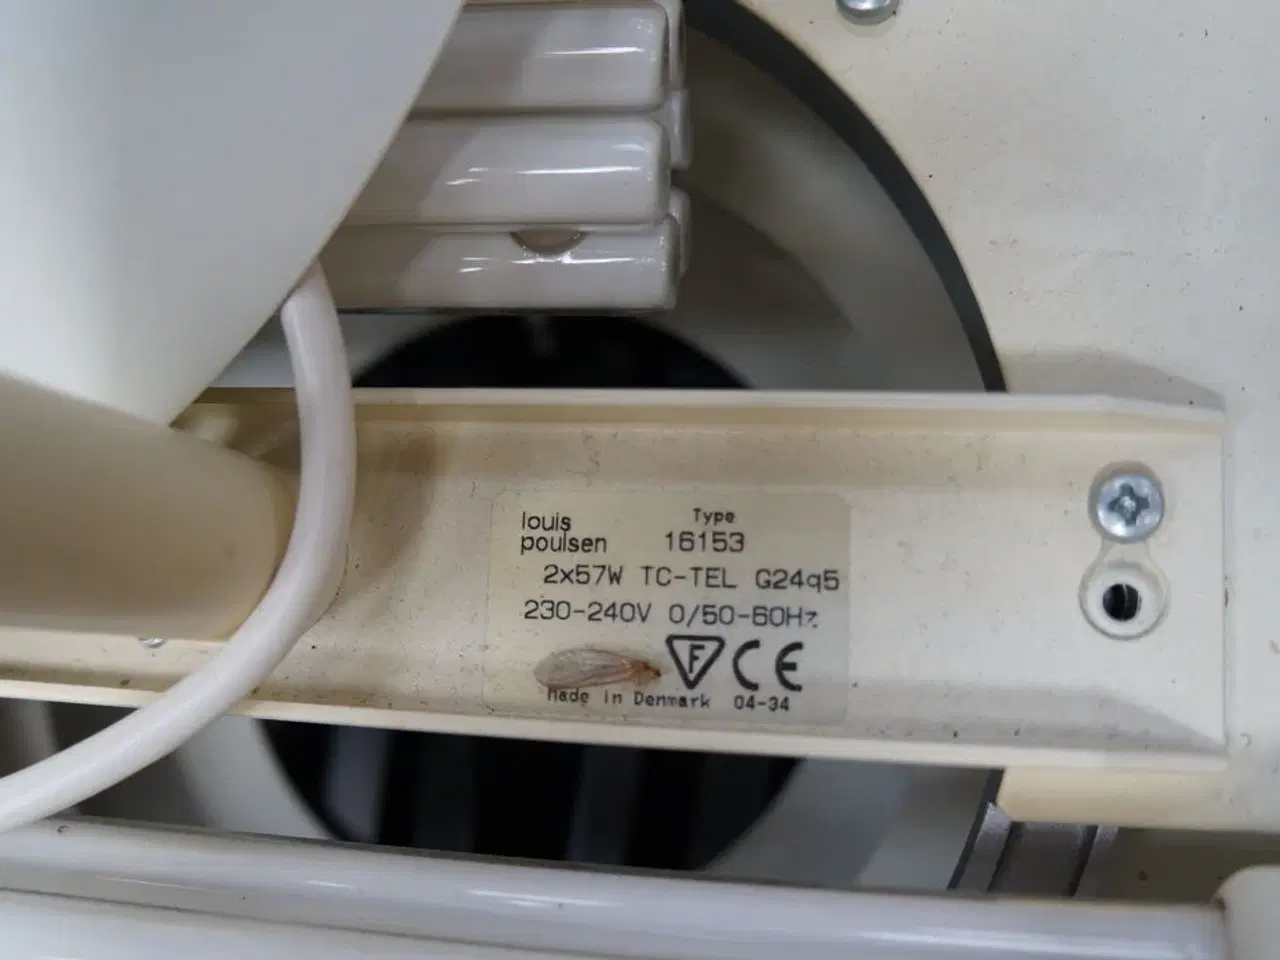 louis
poulsen
Type
16153
2x57W TC-TEL G24q5
230-240V 0/50-60Hz
F CE
Made in Denmark 04-34